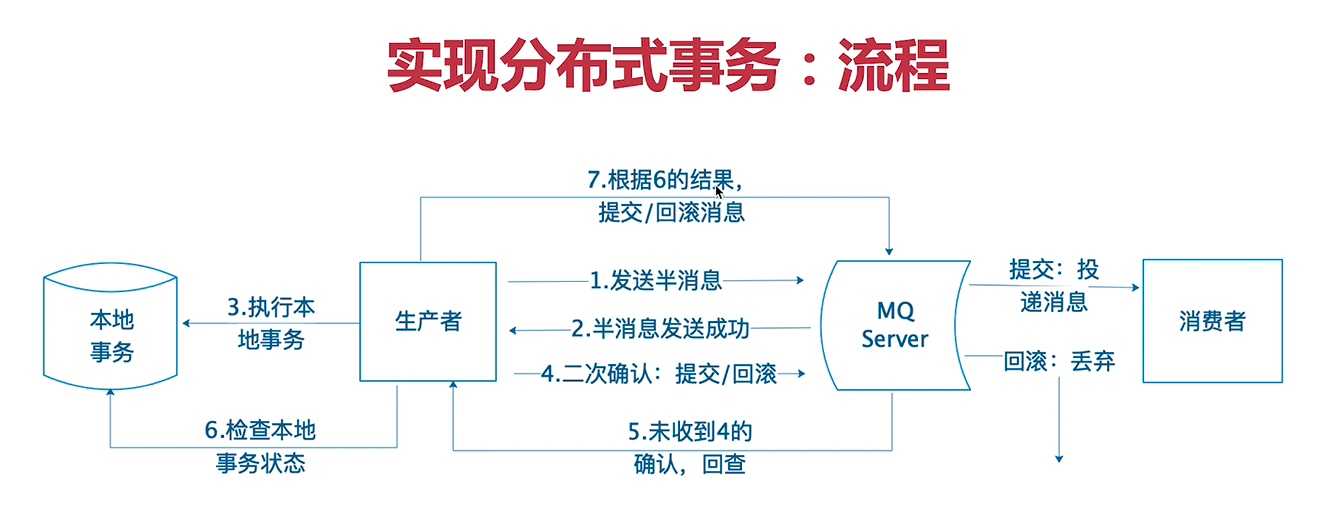 实现分布式事务：流程
7.根据6的结果，
提交/回滚消息
本地
事务
3.执行本
地事务
生产者
1.发送半消息
2.半消息发送成功
4.二次确认：提交/回滚
MQ
Server
提交：投
递消息
回滚：丢弃
消费者
6.检查本地
事务状态
5.未收到4的
确认，回查